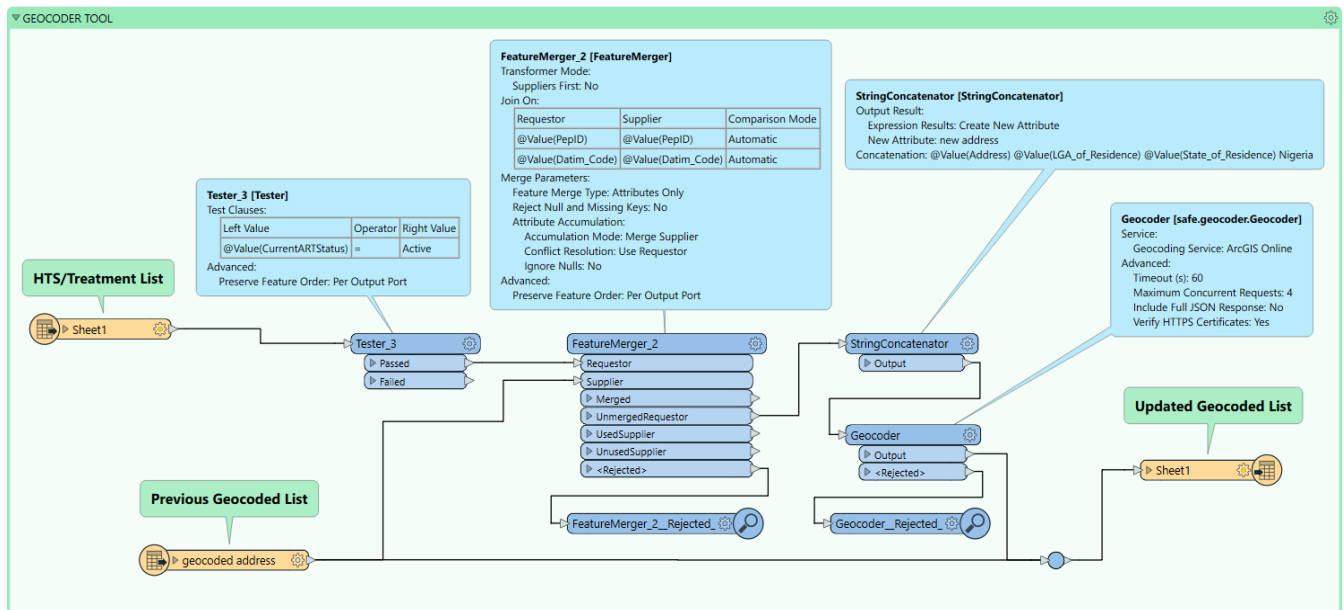 GEOCODER TOOL
FeatureMerger_2 [FeatureMerger]
Transformer Mode:
Suppliers First: No
Join On:
Requestor Supplier Comparison Mode
@Value(PepID) @Value(PepID) Automatic
@Value(Datim_Code) @Value(Datim_Code) Automatic
Merge Parameters:
Feature Merge Type: Attributes Only
Reject Null and Missing Keys: No
Attribute Accumulation:
Accumulation Mode: Merge Supplier
Conflict Resolution: Use Requestor
Ignore Nulls: No
Advanced:
Preserve Feature Order: Per Output Port
StringConcatenator [StringConcatenator]
Output Result:
Expression Results: Create New Attribute
New Attribute: new address
Concatenation: @Value(Address) @Value(LGA_of_Residence) @Value(State_of_Residence) Nigeria
Tester_3 [Tester]
Test Clauses:
Left Value Operator Right Value
@Value(CurrentARTStatus) = Active
Advanced:
Preserve Feature Order: Per Output Port
Geocoder [safe.geocoder.Geocoder]
Service:
Geocoding Service: ArcGIS Online
Advanced:
Timeout (s): 60
Maximum Concurrent Requests: 4
Include Full JSON Response: No
Verify HTTPS Certificates: Yes
HTS/Treatment List
Sheet1
Tester_3
Passed
Failed
FeatureMerger_2
Requestor
Supplier
Merged
UnmergedRequestor
UsedSupplier
UnusedSupplier
<Rejected>
FeatureMerger_2__Rejected_
StringConcatenator
Output
Geocoder
Output
<Rejected>
Geocoder__Rejected_
Updated Geocoded List
Sheet1
Previous Geocoded List
geocoded address